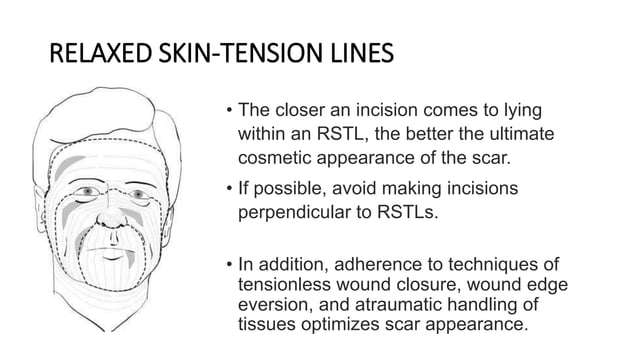 RELAXED SKIN-TENSION LINES
• The closer an incision comes to lying
within an RSTL, the better the ultimate
cosmetic appearance of the scar.
• If possible, avoid making incisions
perpendicular to RSTLs.
• In addition, adherence to techniques of
tensionless wound closure, wound edge
eversion, and atraumatic handling of
tissues optimizes scar appearance.